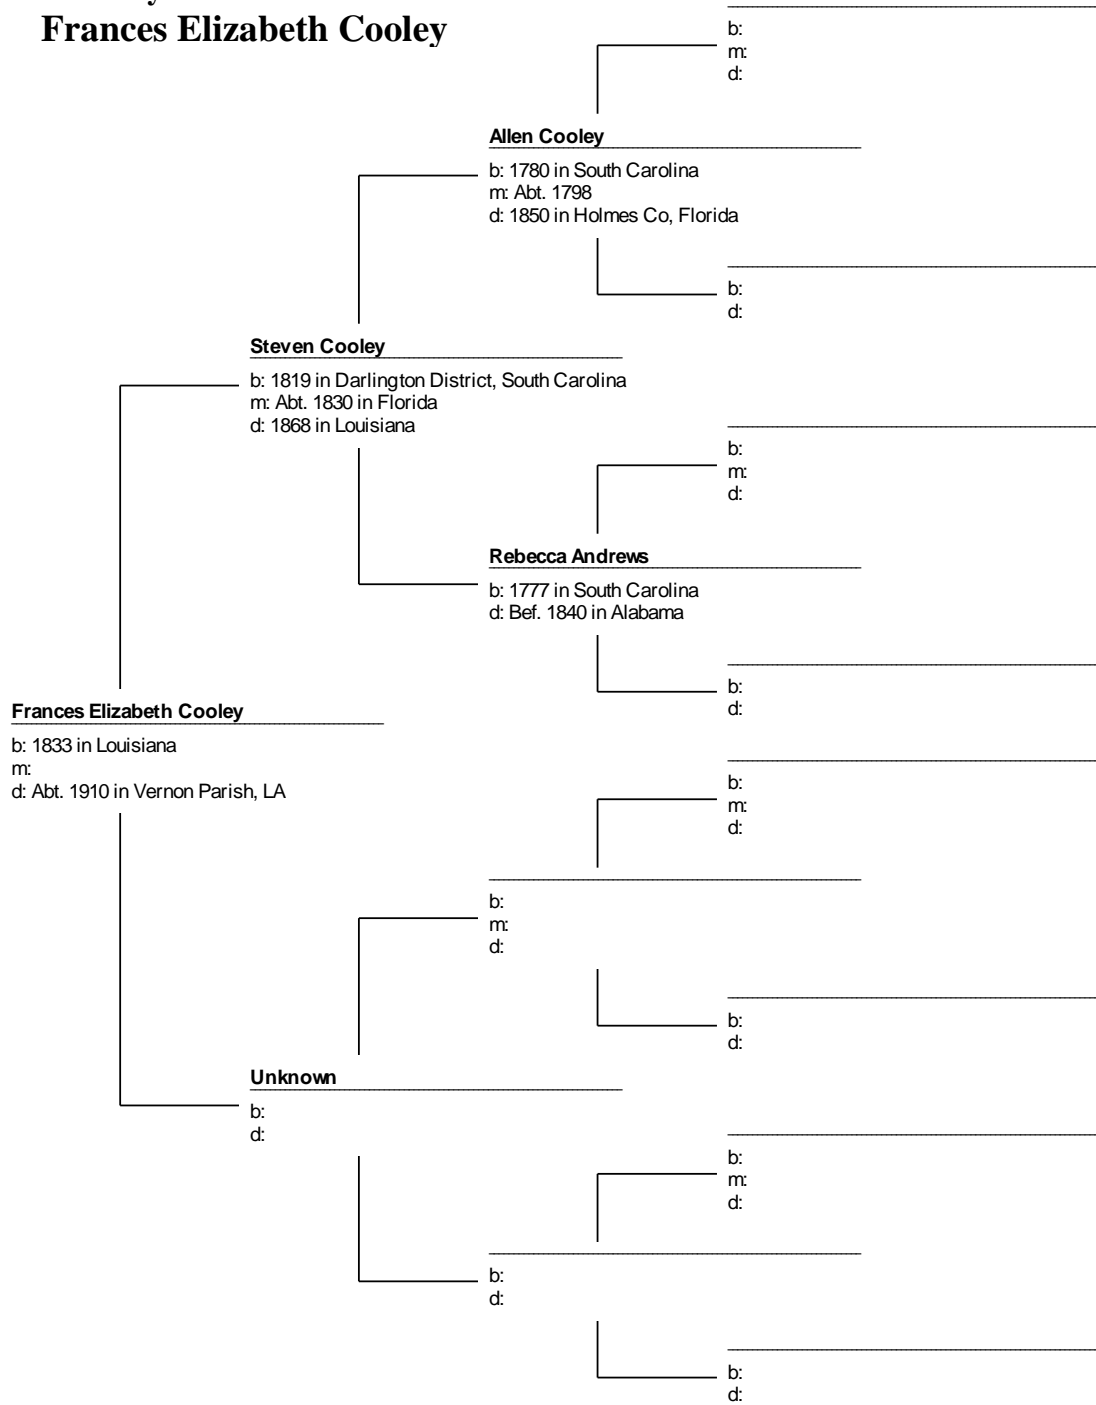 Frances Elizabeth Cooley
b:
m:
d:
Allen Cooley
b: 1780 in South Carolina
m: Abt. 1798
d: 1850 in Holmes Co, Florida
b:
d:
Steven Cooley
b: 1819 in Darlington District, South Carolina
m: Abt. 1830 in Florida
d: 1868 in Louisiana
b:
m:
d:
Rebecca Andrews
b: 1777 in South Carolina
d: Bef. 1840 in Alabama
b:
d:
Frances Elizabeth Cooley
b: 1833 in Louisiana
m:
d: Abt. 1910 in Vernon Parish, LA
b:
m:
d:
b:
m:
d:
b:
d:
Unknown
b:
d:
b:
m:
d:
b:
d:
b:
d: